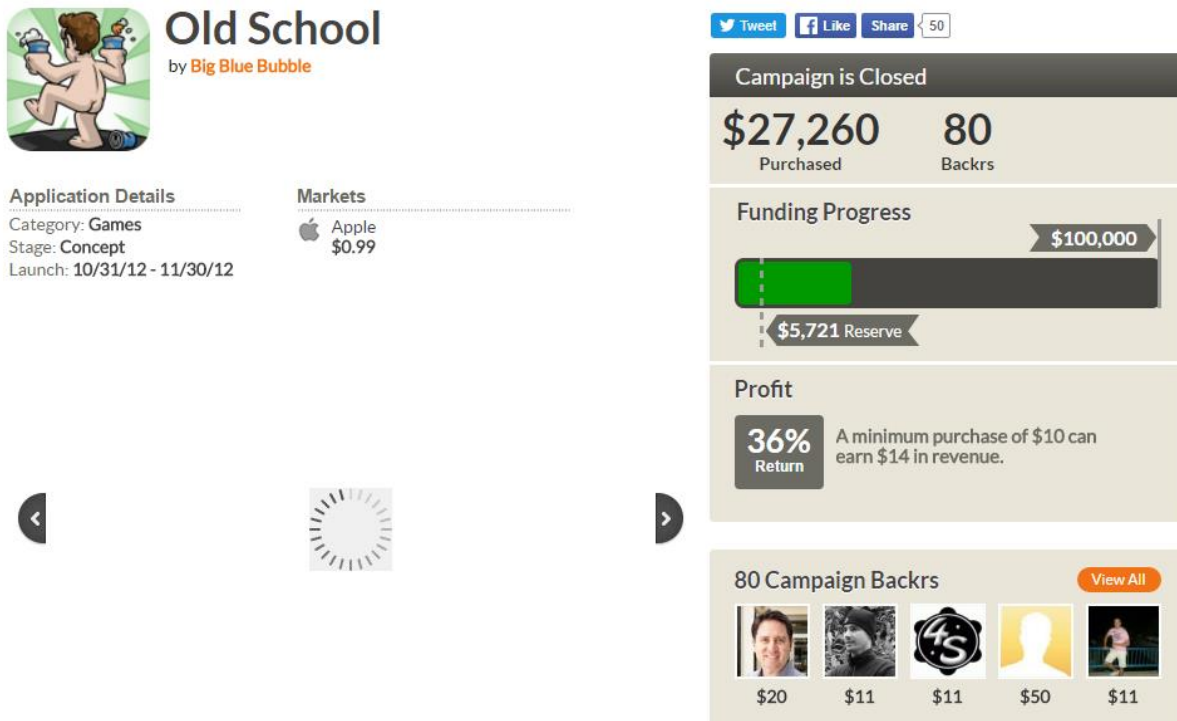 Old School
by Big Blue Bubble
Application Details
Category: Games
Stage: Concept
Launch: 10/31/12 - 11/30/12
Markets
Apple
$0.99
Tweet
Like
Share
50
Campaign is Closed
$27,260
Purchased
80
Backrs
Funding Progress
$100,000
$5,721 Reserve
Profit
36%
Return
A minimum purchase of $10 can
earn $14 in revenue.
80 Campaign Backrs
View All
4S
$20
$11
$11
$50
$11